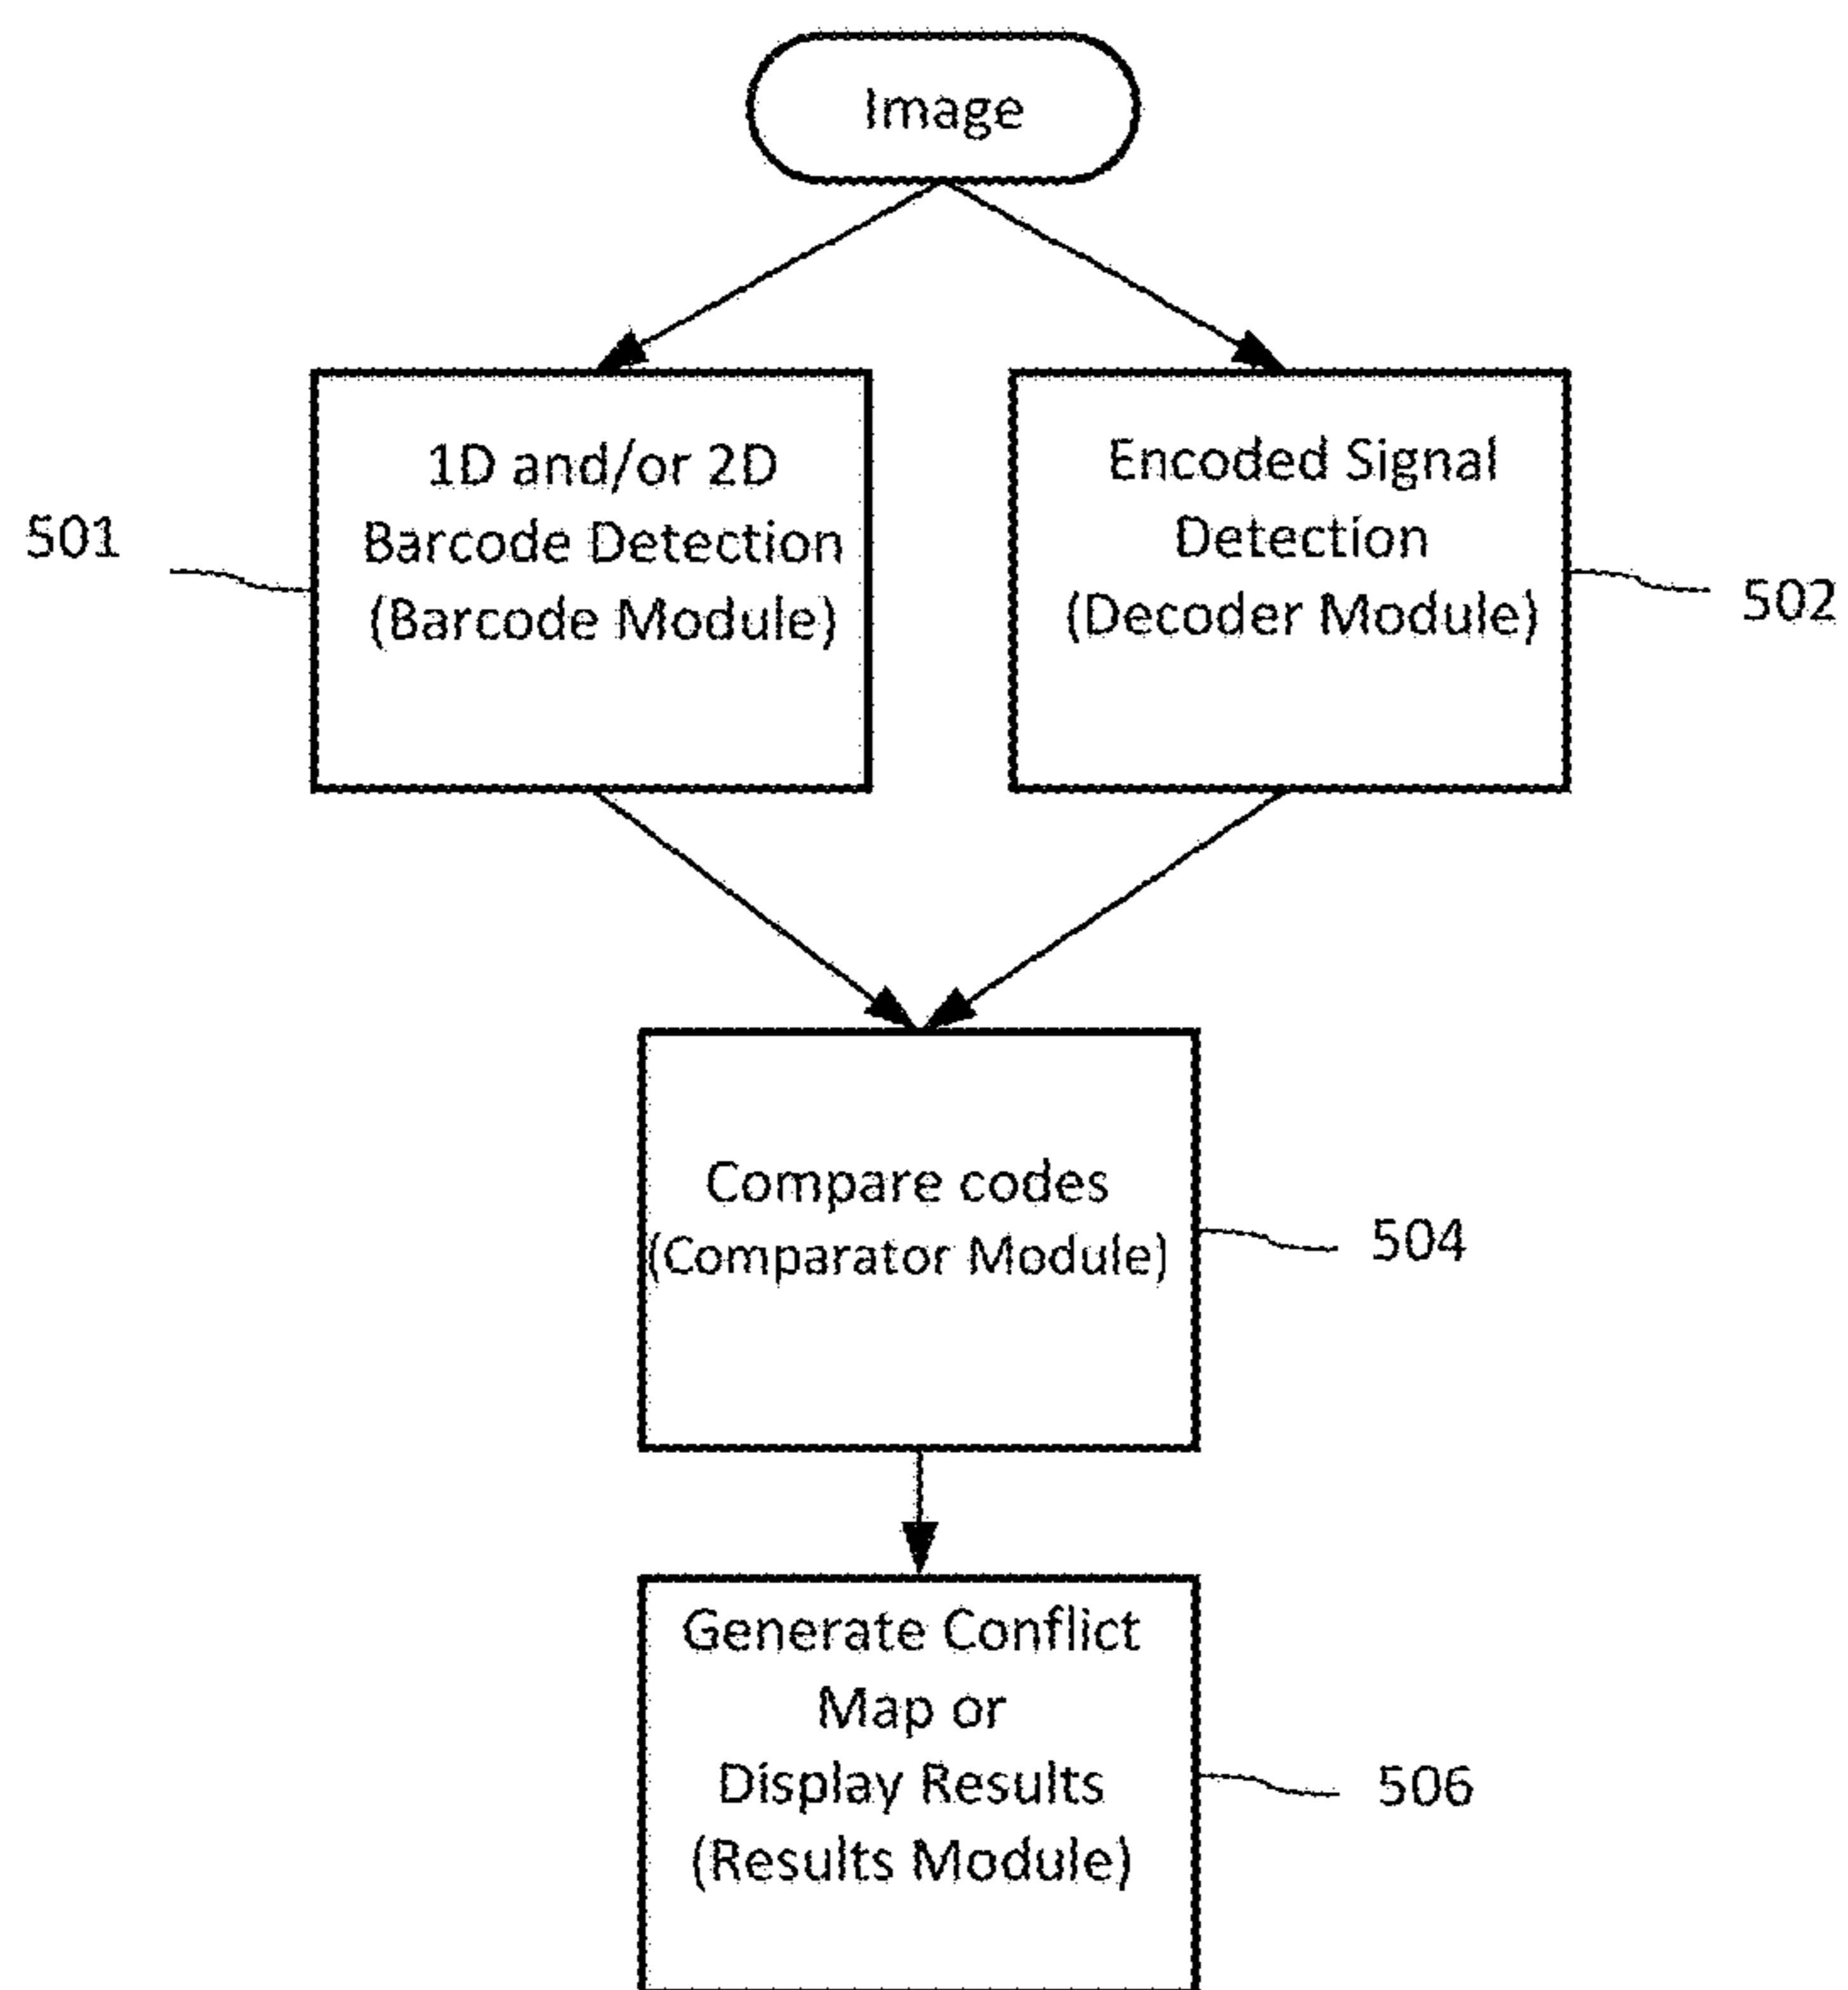 Image
1D and/or 2D
Barcode Detection
(Barcode Module)
501
Encoded Signal
Detection
(Decoder Module)
502
Compare codes
(Comparator Module)
504
Generate Conflict
Map or
Display Results
(Results Module)
506